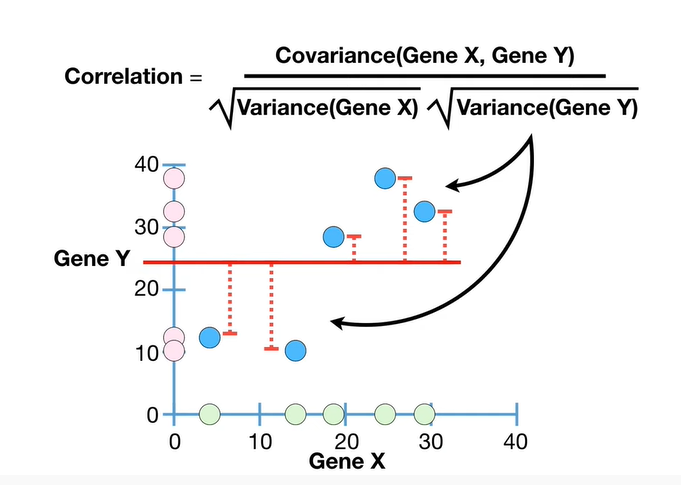 Covariance(Gene X, Gene Y)
Correlation =
√Variance(Gene X) √Variance(Gene Y)
40
30
Gene Y
20
10
0
0 10 20 30 40
Gene X